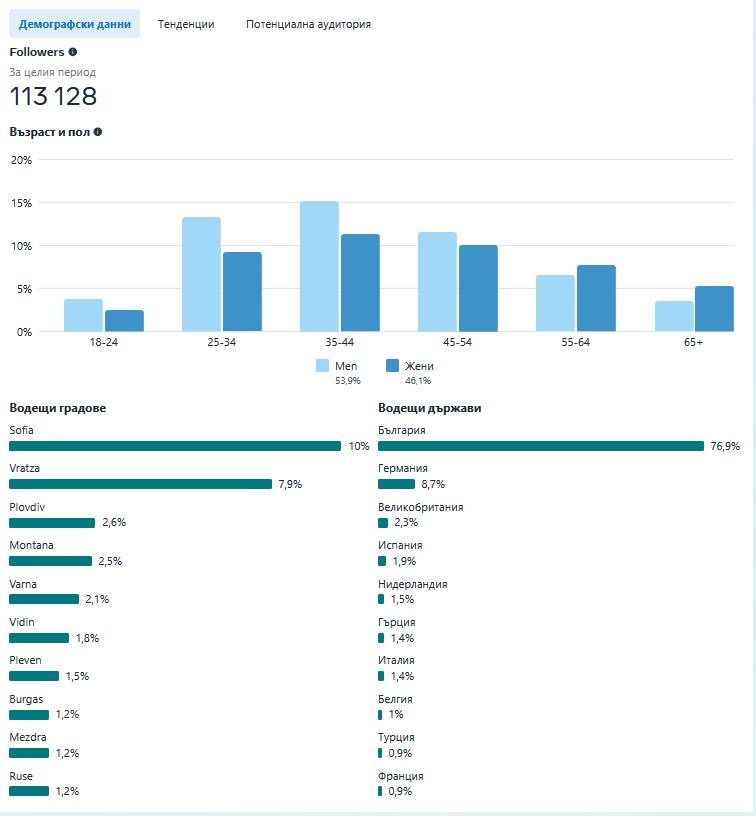 Демографски данни Тенденции Потенциална аудитория
Followers
За целия период
113 128
Възраст и пол
20%
15%
10%
5%
0%
18-24 25-34 35-44 45-54 55-64 65+
Men Жени
53,9% 46,1%
Водещи градове
Sofia
10%
Vratza
7,9%
Plovdiv
2,6%
Montana
2,5%
Varna
2,1%
Vidin
1,8%
Pleven
1,5%
Burgas
1,2%
Mezdra
1,2%
Ruse
1,2%
Водещи държави
България
76,9%
Германия
8,7%
Великобритания
2,3%
Испания
1,9%
Нидерландия
1,5%
Гърция
1,4%
Италия
1,4%
Белгия
1%
Турция
0,9%
Франция
0,9%